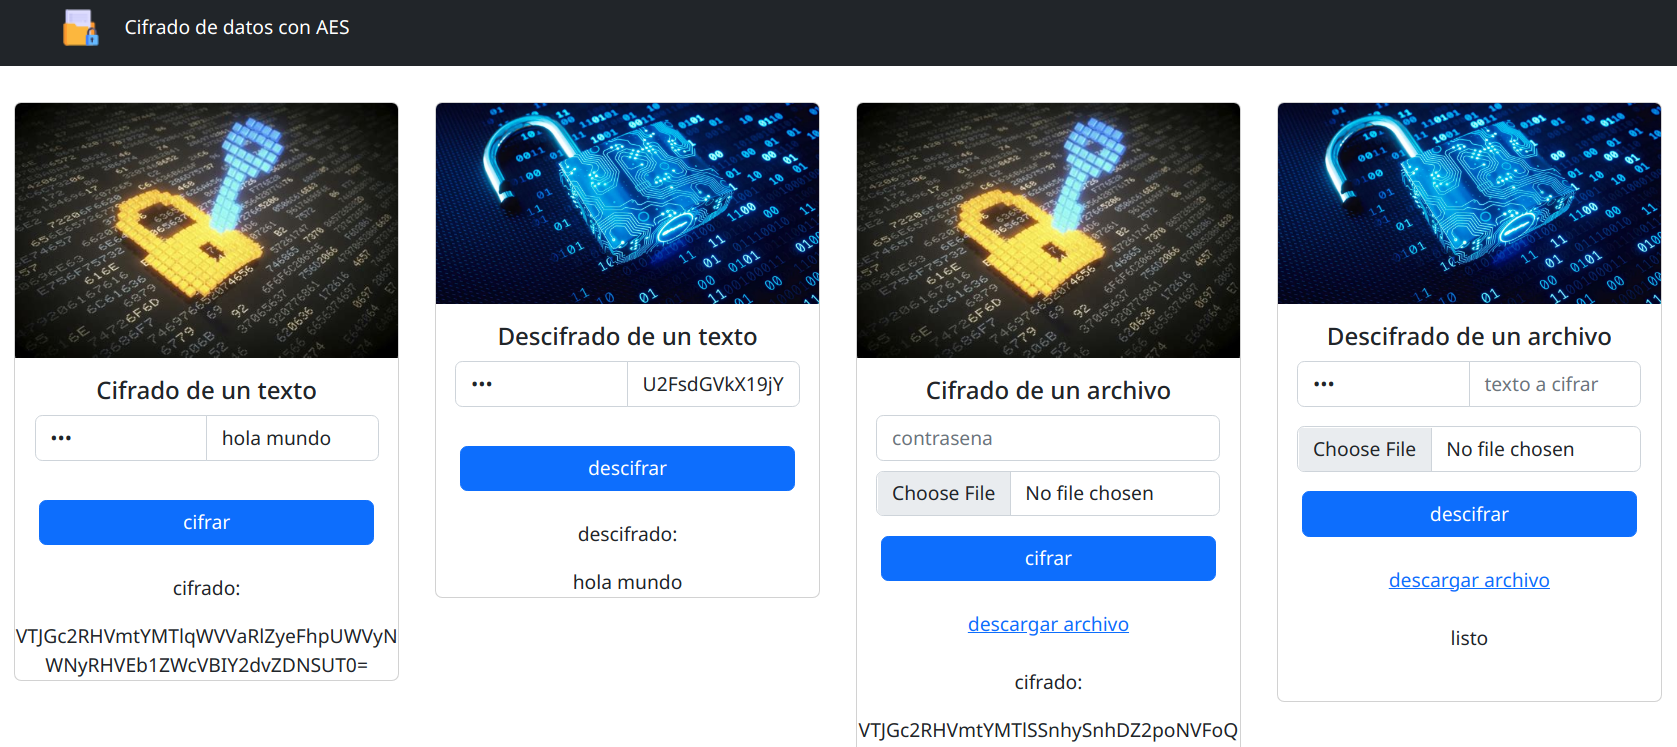 Cifrado de datos con AES
Cifrado de un texto
•••
hola mundo
cifrar
cifrado:
VTJGc2RHVmtYMTlqWVVaRlZyeFhpUWVyN
WNyRHVEb1ZWcVBIY2dvZDNSUT0=
Descifrado de un texto
•••
U2FsdGVkX19jY
descifrar
descifrado:
hola mundo
Cifrado de un archivo
contrasena
Choose File
No file chosen
cifrar
descargar archivo
cifrado:
VTJGc2RHVmtYMTlSSnhySnhDZ2poNVFoQ
Descifrado de un archivo
•••
texto a cifrar
Choose File
No file chosen
descifrar
descargar archivo
listo